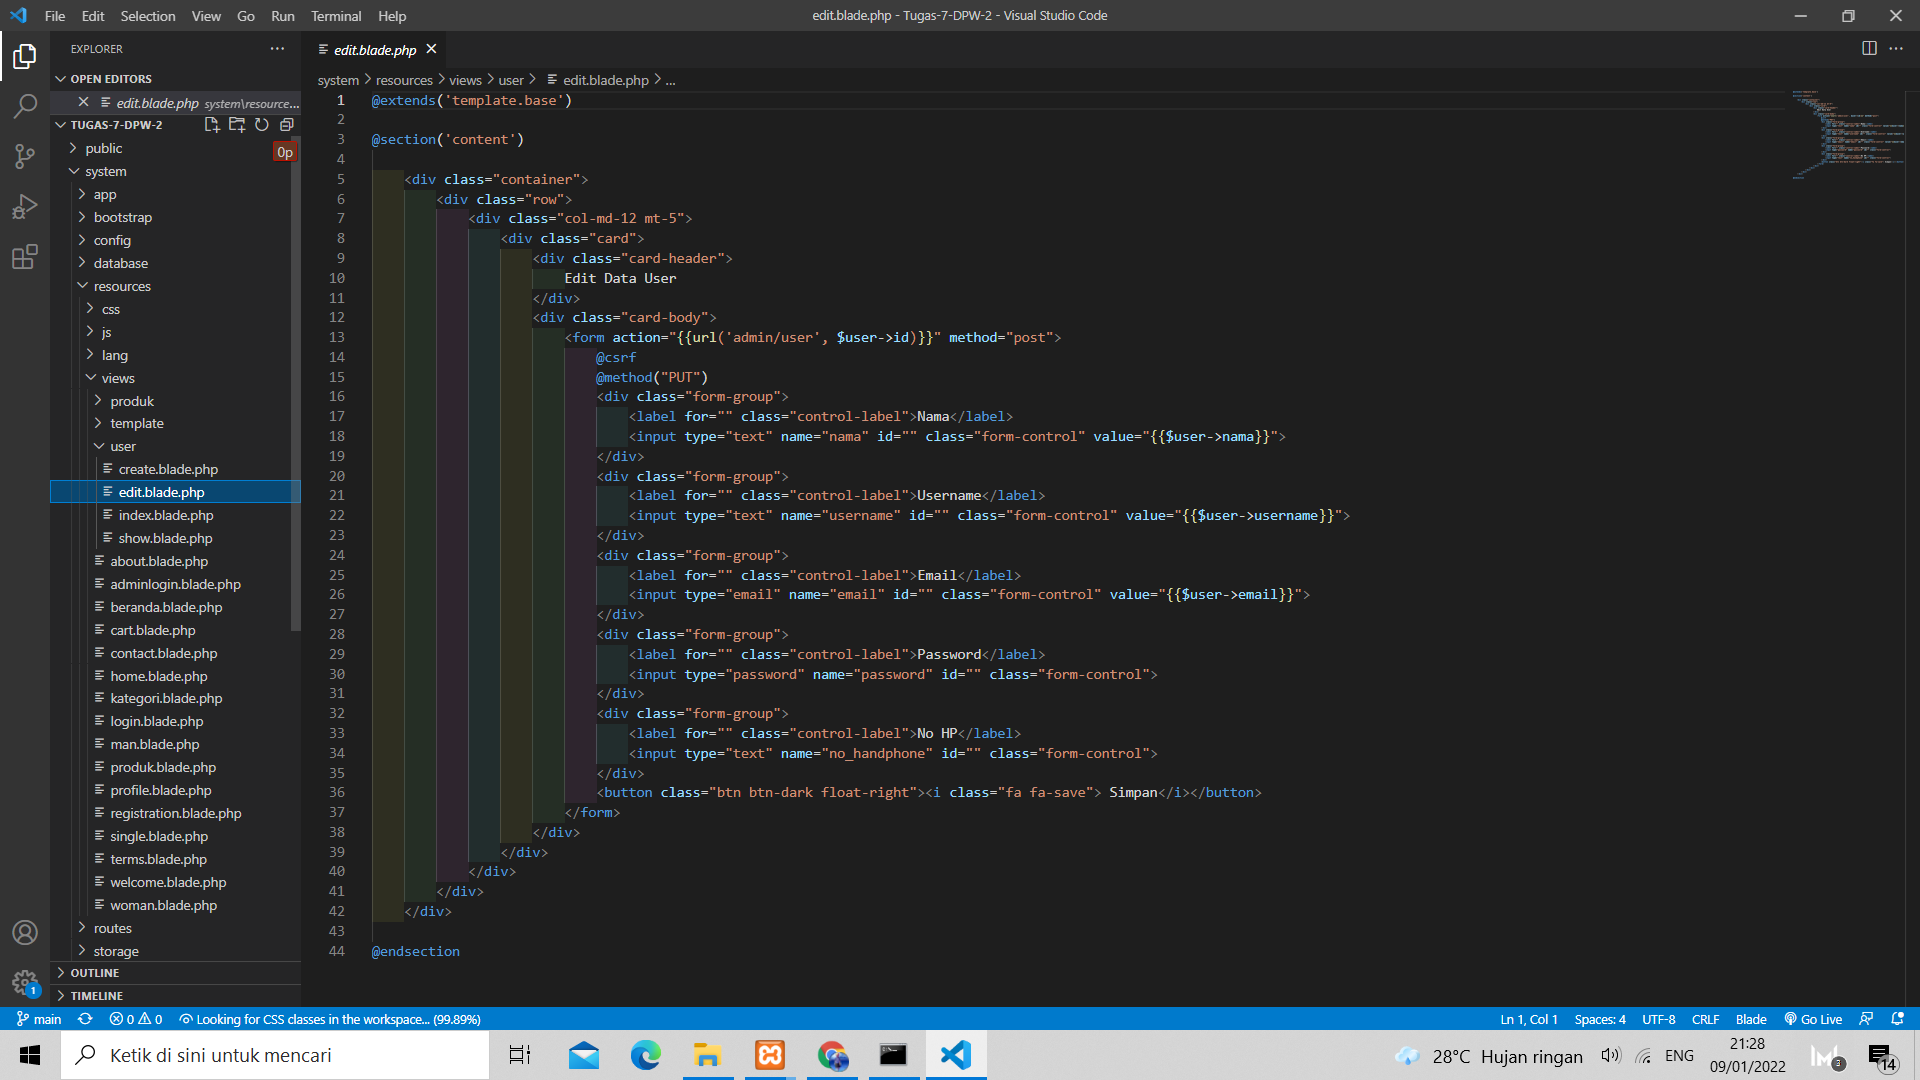 File Edit Selection View Go Run Terminal Help
edit.blade.php - Tugas-7-DPW-2 - Visual Studio Code
EXPLORER
OPEN EDITORS
edit.blade.php system\resource...
TUGAS-7-DPW-2
0p
public
system
app
bootstrap
config
database
resources
css
js
lang
views
produk
template
user
create.blade.php
edit.blade.php
index.blade.php
show.blade.php
about.blade.php
adminlogin.blade.php
beranda.blade.php
cart.blade.php
contact.blade.php
home.blade.php
kategori.blade.php
login.blade.php
man.blade.php
produk.blade.php
profile.blade.php
registration.blade.php
single.blade.php
terms.blade.php
welcome.blade.php
woman.blade.php
routes
storage
OUTLINE
TIMELINE
edit.blade.php
system > resources > views > user > edit.blade.php > ...
1 @extends('template.base')
2
3 @section('content')
4
5 <div class="container">
6 <div class="row">
7 <div class="col-md-12 mt-5">
8 <div class="card">
9 <div class="card-header">
10 Edit Data User
11 </div>
12 <div class="card-body">
13 <form action="{{url('admin/user', $user->id)}}" method="post">
14 @csrf
15 @method("PUT")
16 <div class="form-group">
17 <label for="" class="control-label">Nama</label>
18 <input type="text" name="nama" id="" class="form-control" value="{{$user->nama}}">
19 </div>
20 <div class="form-group">
21 <label for="" class="control-label">Username</label>
22 <input type="text" name="username" id="" class="form-control" value="{{$user->username}}">
23 </div>
24 <div class="form-group">
25 <label for="" class="control-label">Email</label>
26 <input type="email" name="email" id="" class="form-control" value="{{$user->email}}">
27 </div>
28 <div class="form-group">
29 <label for="" class="control-label">Password</label>
30 <input type="password" name="password" id="" class="form-control">
31 </div>
32 <div class="form-group">
33 <label for="" class="control-label">No HP</label>
34 <input type="text" name="no_handphone" id="" class="form-control">
35 </div>
36 <button class="btn btn-dark float-right"><i class="fa fa-save"> Simpan</i></button>
37 </form>
38 </div>
39 </div>
40 </div>
41 </div>
42 </div>
43
44 @endsection
1
main 0 0 Looking for CSS classes in the workspace... (99.89%)
Ln 1, Col 1 Spaces: 4 UTF-8 CRLF Blade Go Live
Ketik di sini untuk mencari
28°C Hujan ringan ENG
21:28
09/01/2022
3
14